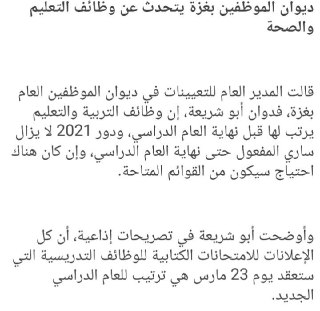 ديوان الموظفين بغزة يتحدث عن وظائف التعليم
والصحة
قالت المدير العام للتعيينات في ديوان الموظفين العام
بغزة، فدوان أبو شريعة، إن وظائف التربية والتعليم
يرتب لها قبل نهاية العام الدراسي، ودور 2021 لا يزال
ساري المفعول حتى نهاية العام الدراسي، وإن كان هناك
احتياج سيكون من القوائم المتاحة.
وأوضحت أبو شريعة في تصريحات إذاعية، أن كل
الإعلانات للامتحانات الكتابية للوظائف التدريسية التي
ستعقد يوم 23 مارس هي ترتيب للعام الدراسي
الجديد.